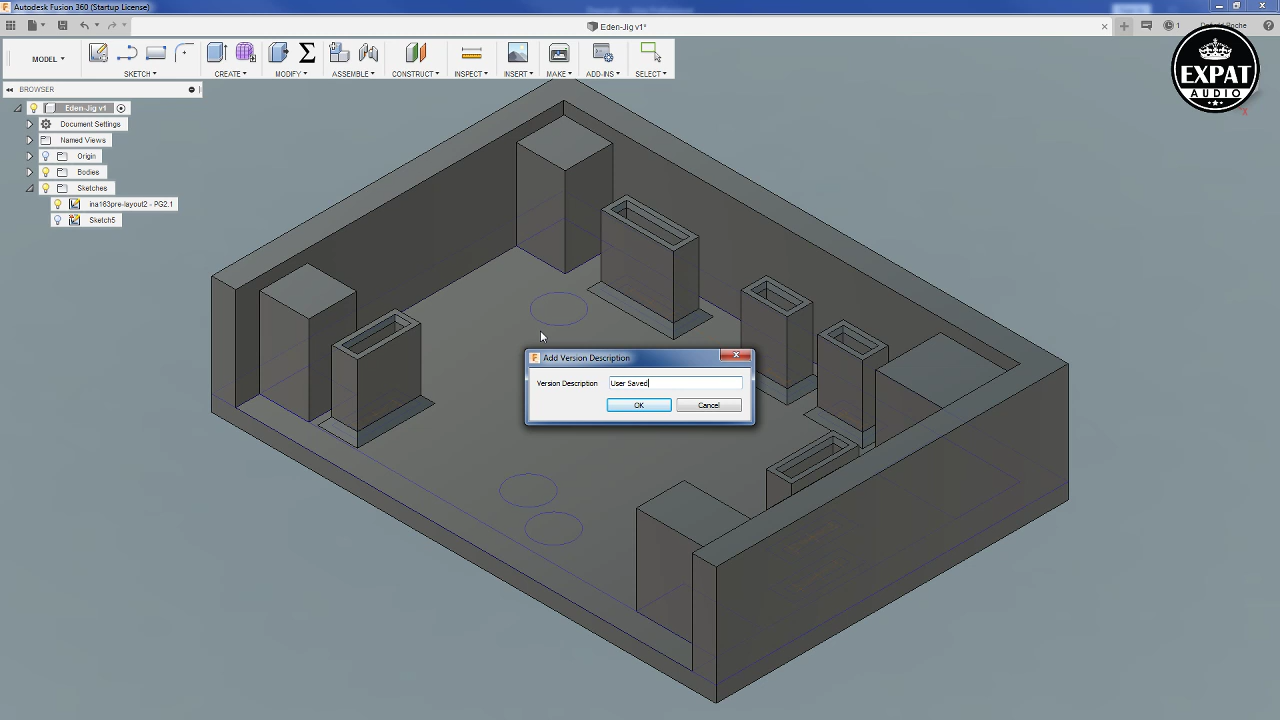 Autodesk Fusion 360 (Startup License)
Eden-Jig v1*
1
MODEL
SKETCH
CREATE
MODIFY
ASSEMBLE
CONSTRUCT
INSPECT
INSERT
MAKE
ADD-INS
SELECT
EXPAT
AUDIO
BROWSER
Eden-Jig v1
Document Settings
Named Views
Origin
Bodies
Sketches
ina163pre-layout2 - PG2.1
Sketch5
Add Version Description
Version Description
User Saved
OK
Cancel